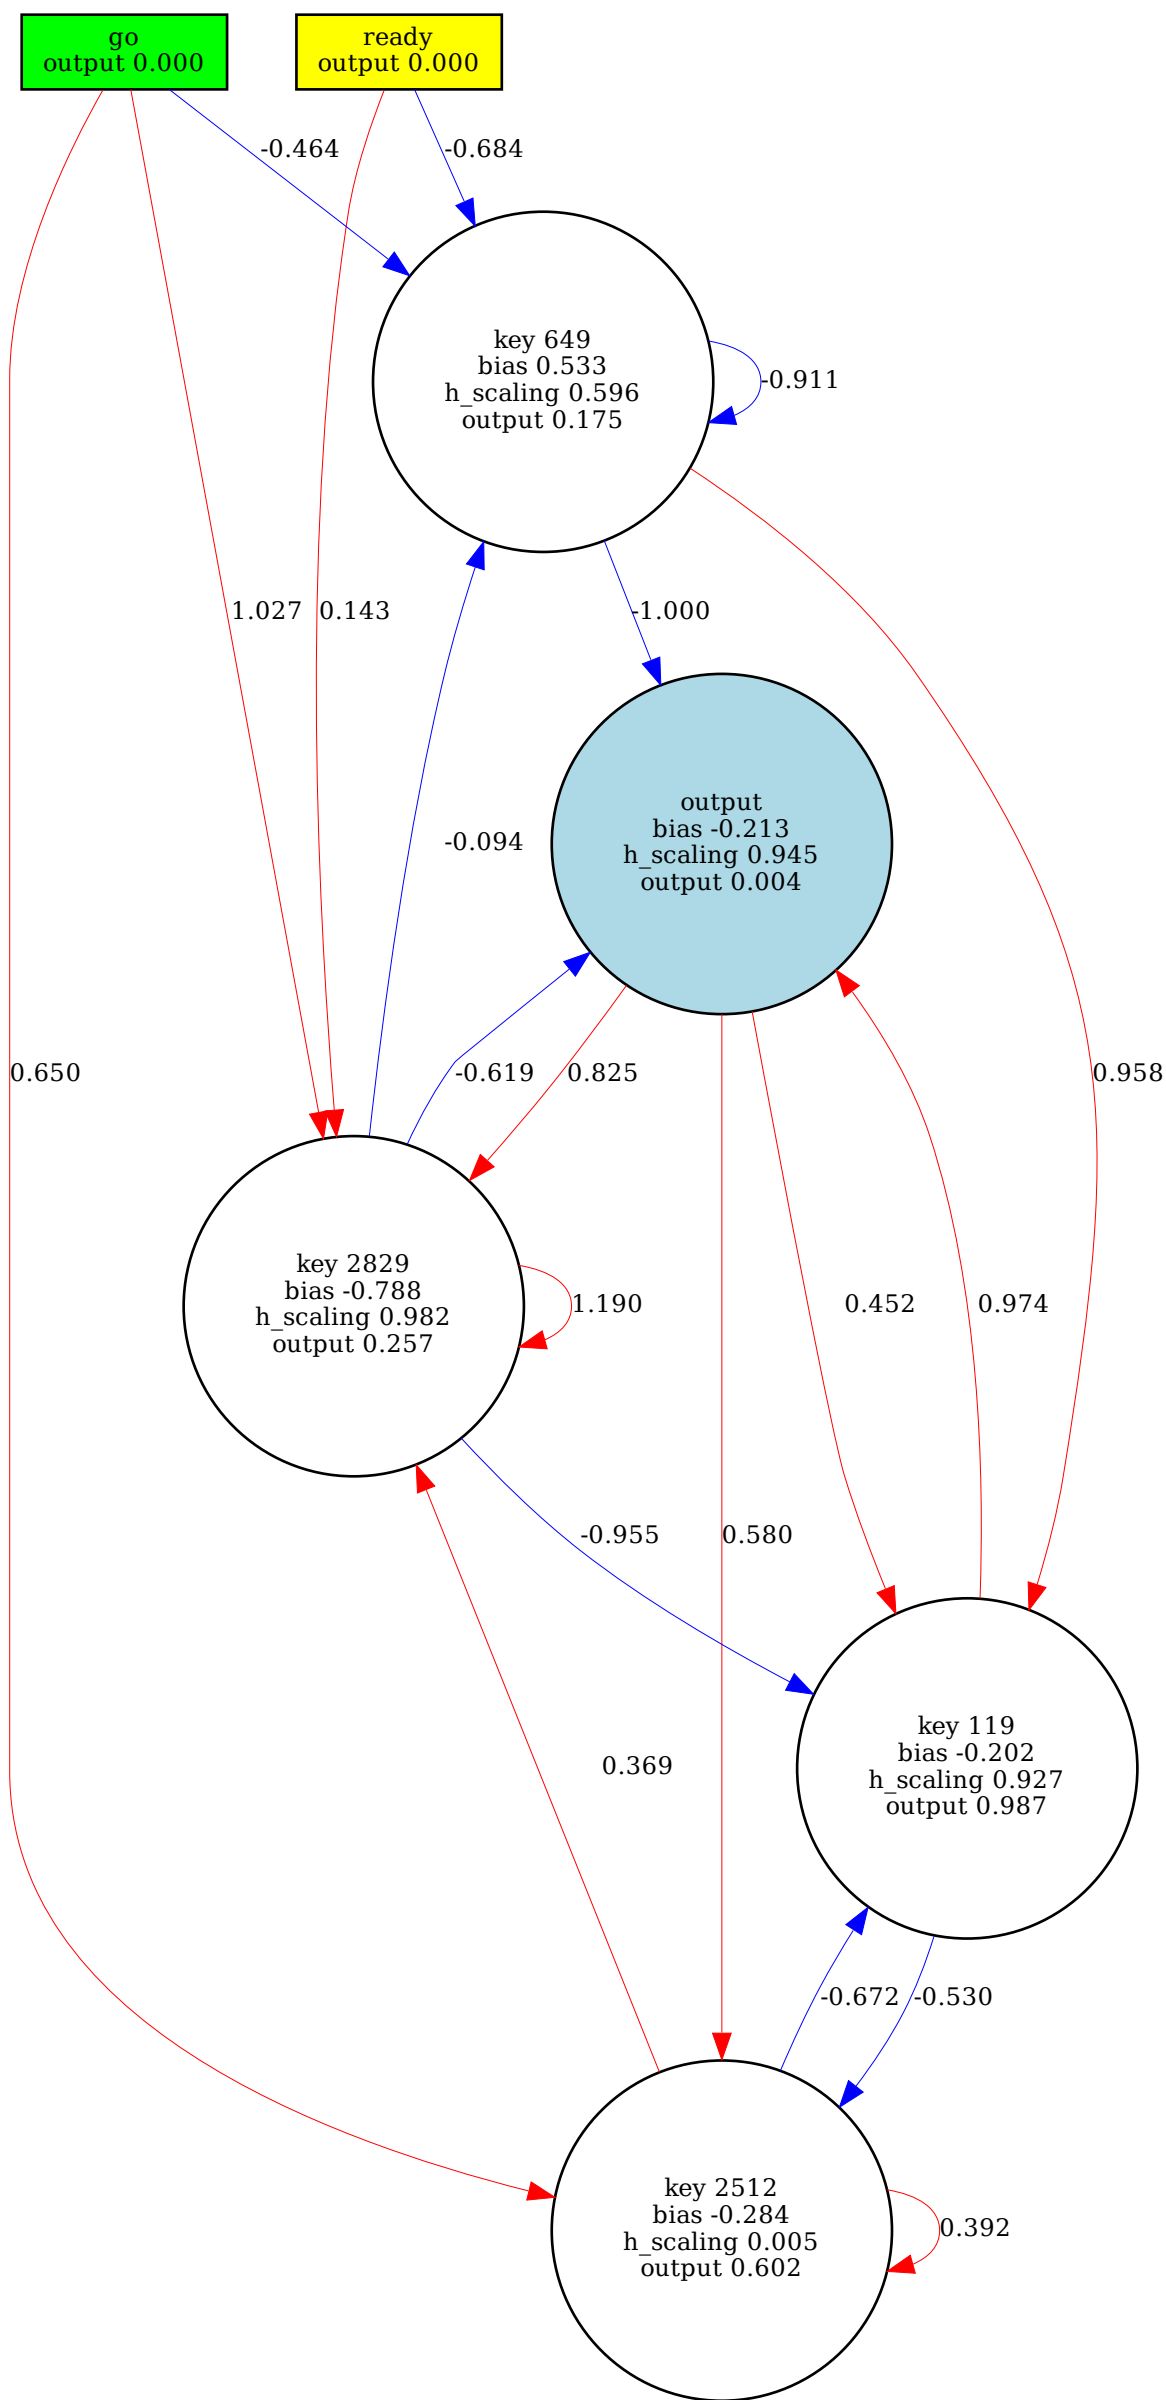 go
output 0.000
ready
output 0.000
-0.464
-0.684
key 649
bias 0.533
h_scaling 0.596
output 0.175
-0.911
1.027
0.143
-1.000
-0.094
output
bias -0.213
h_scaling 0.945
output 0.004
0.650
-0.619
0.825
0.958
key 2829
bias -0.788
h_scaling 0.982
output 0.257
1.190
0.452
0.974
-0.955
0.580
0.369
key 119
bias -0.202
h_scaling 0.927
output 0.987
-0.672
-0.530
key 2512
bias -0.284
h_scaling 0.005
output 0.602
0.392